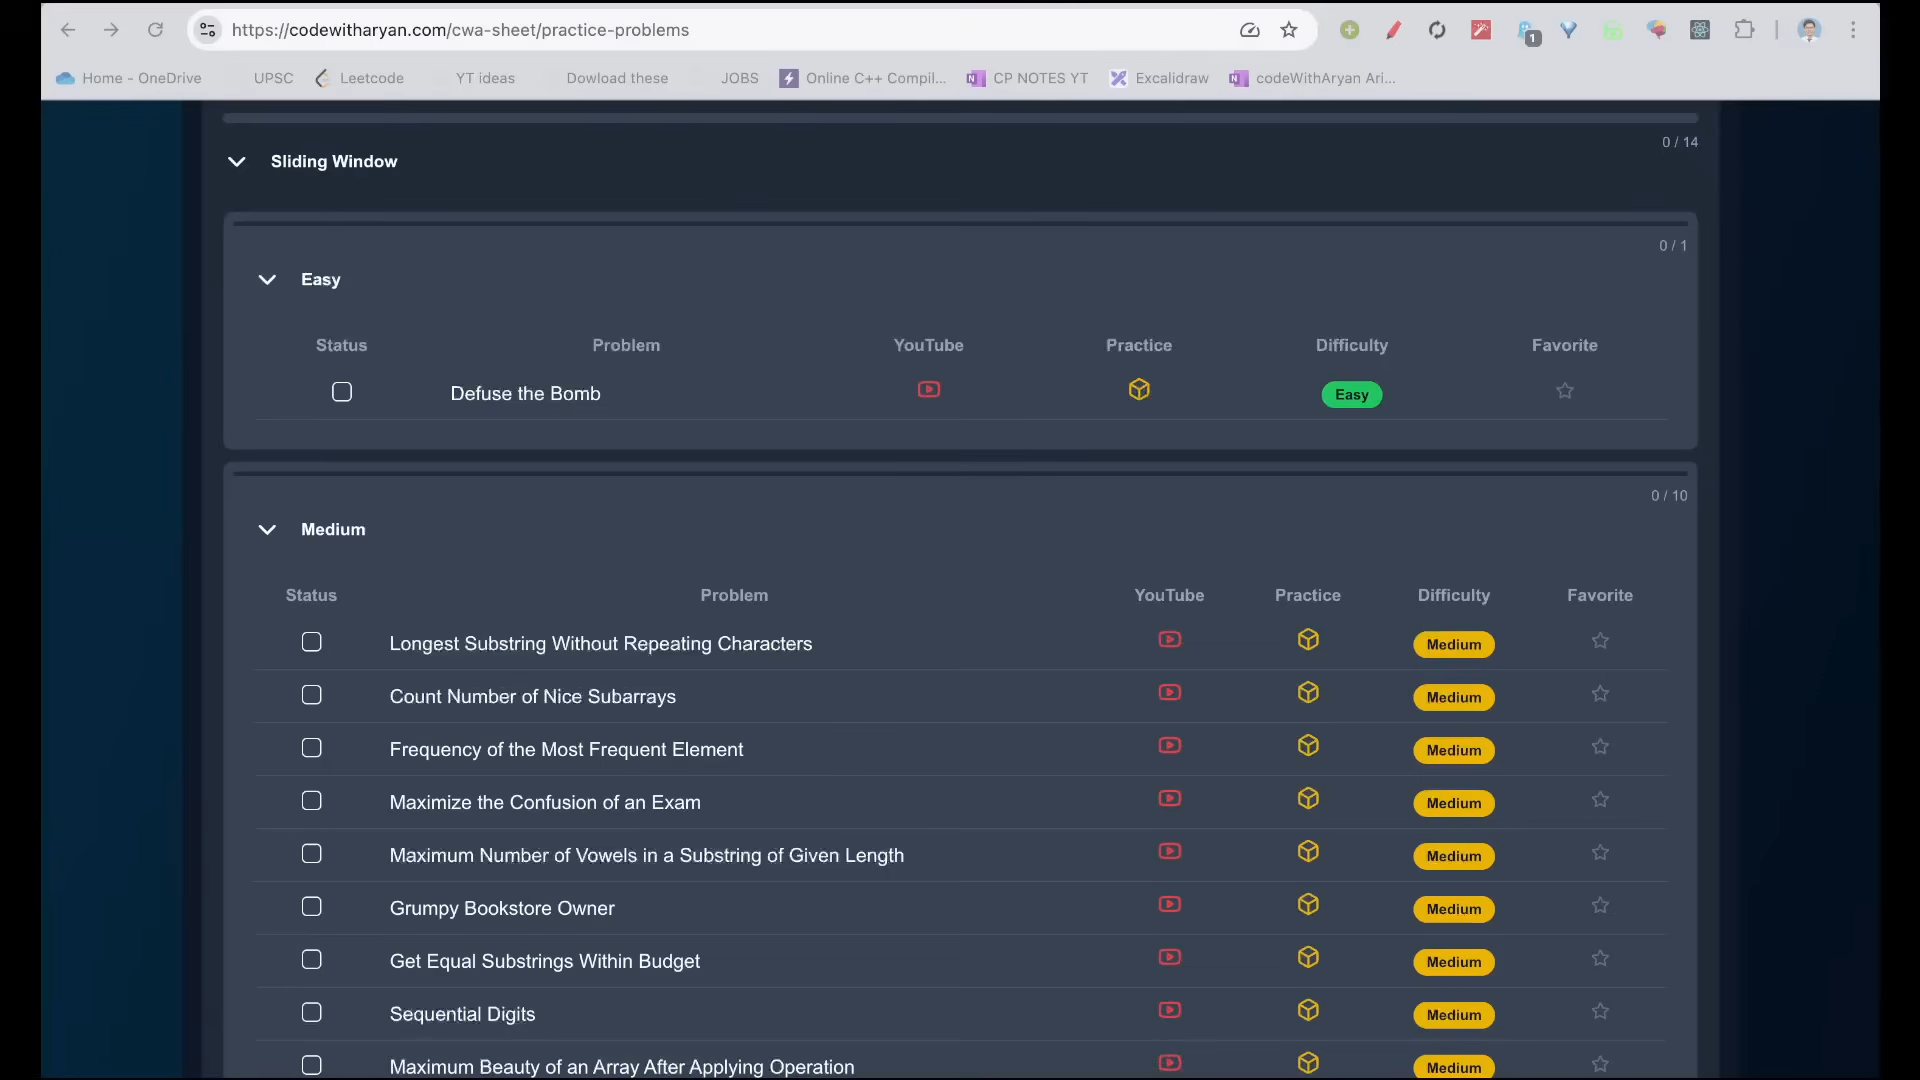 https://codewitharyan.com/cwa-sheet/practice-problems
1
Home - OneDrive UPSC Leetcode YT ideas Dowload these JOBS Online C++ Compil... CP NOTES YT Excalidraw codeWithAryan Ari...
0 / 14
Sliding Window
0 / 1
Easy
Status Problem YouTube Practice Difficulty Favorite
Defuse the Bomb Easy
0 / 10
Medium
Status Problem YouTube Practice Difficulty Favorite
Longest Substring Without Repeating Characters Medium
Count Number of Nice Subarrays Medium
Frequency of the Most Frequent Element Medium
Maximize the Confusion of an Exam Medium
Maximum Number of Vowels in a Substring of Given Length Medium
Grumpy Bookstore Owner Medium
Get Equal Substrings Within Budget Medium
Sequential Digits Medium
Maximum Beauty of an Array After Applying Operation Medium